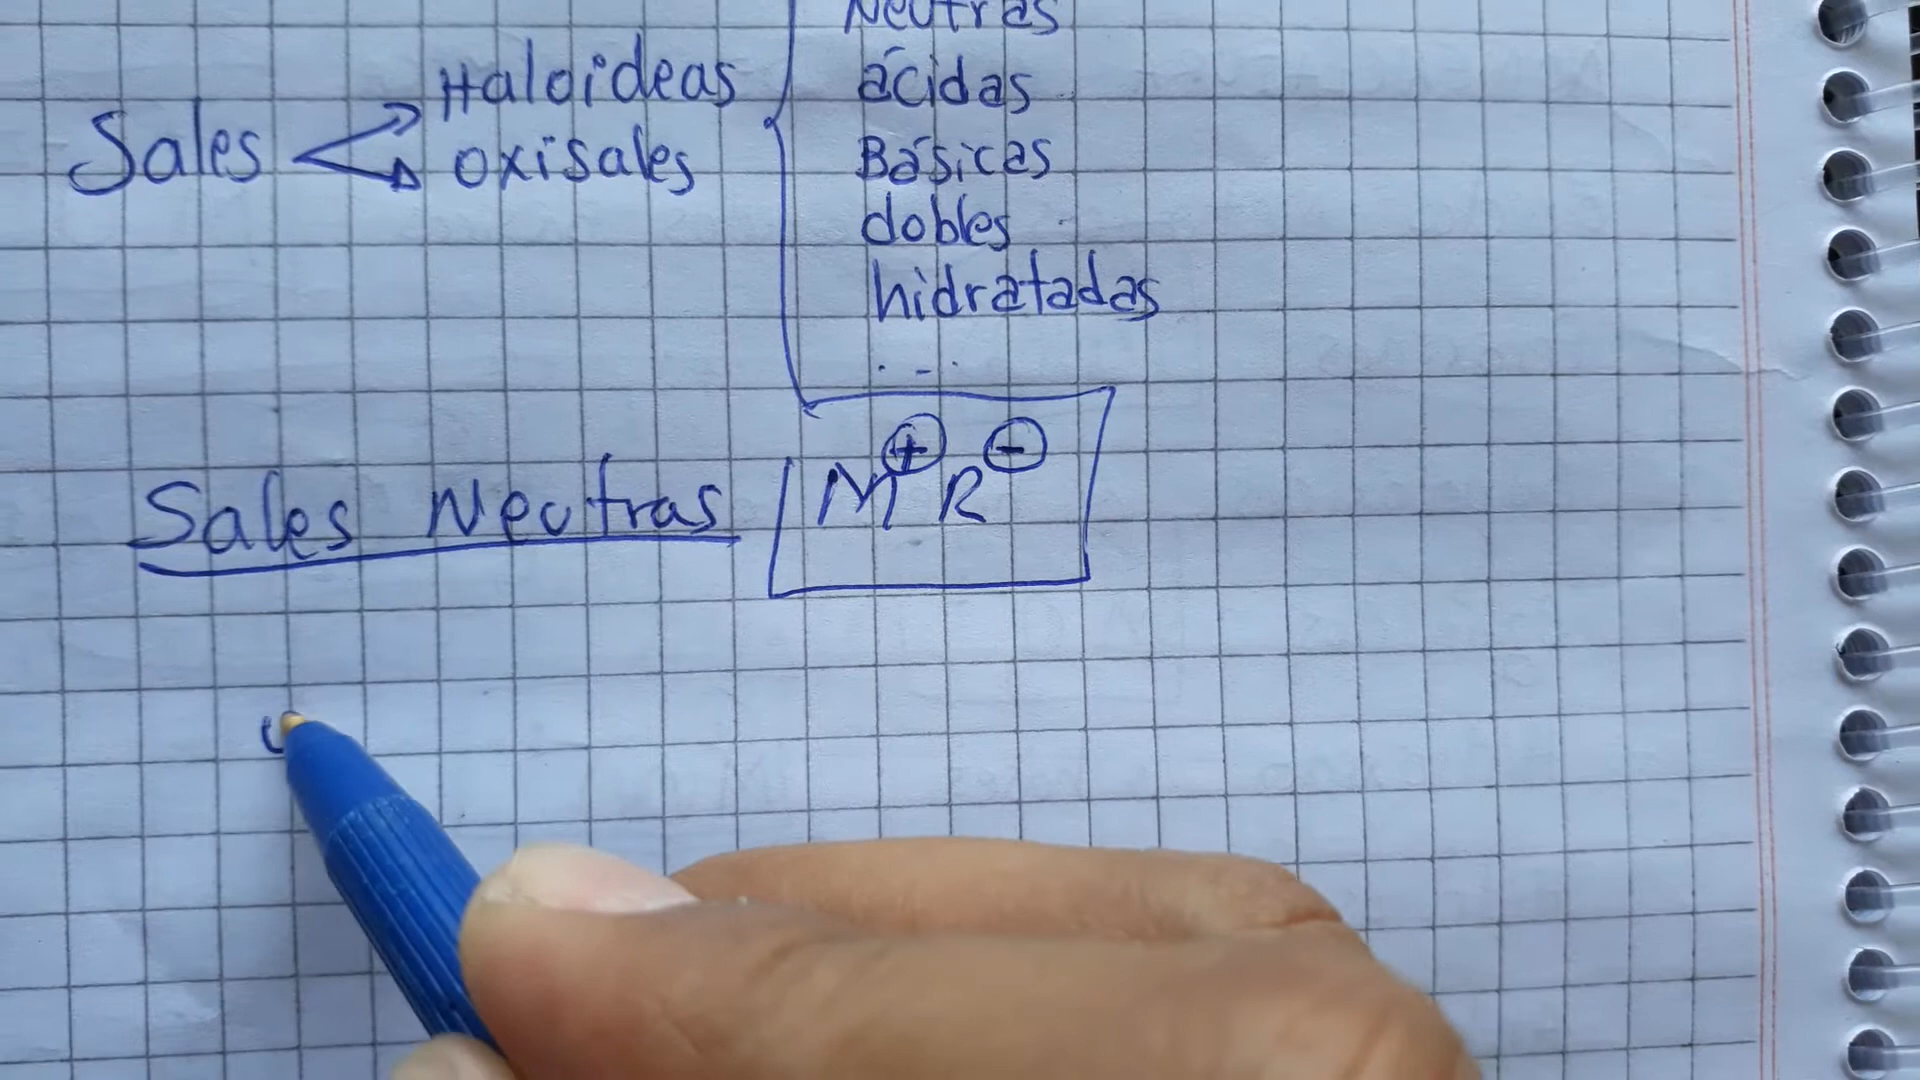 Neutras
Sales Haloideas ácidas
oxisales Básicas
dobles
hidratadas
...
Sales Neutras M⊕ R⊖